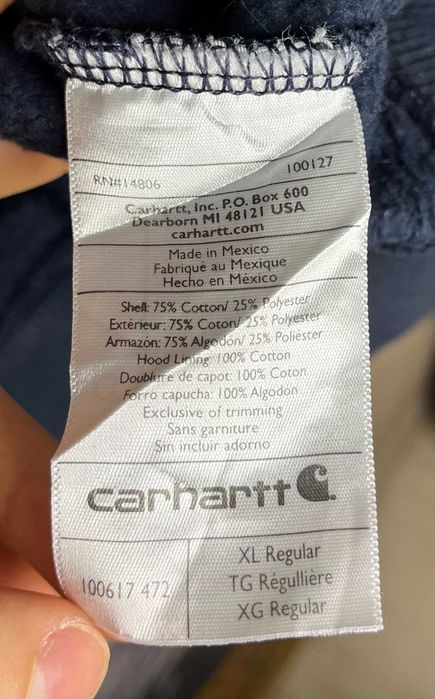 RN#14806 100127
Carhartt, Inc. P.O. Box 600
Dearborn MI 48121 USA
carhartt.com
Made in Mexico
Fabriqué au Mexique
Hecho en México
Shell: 75% Cotton/ 25% Polyester
Extérieur: 75% Coton/ 25% Polyester
Armazón: 75% Algodón/ 25% Poliéster
Hood Lining: 100% Cotton
Doublure de capot: 100% Coton
Forro capucha: 100% Algodón
Exclusive of trimming
Sans garniture
Sin incluir adorno
carhartt
100617 472
XL Regular
TG Régullière
XG Regular